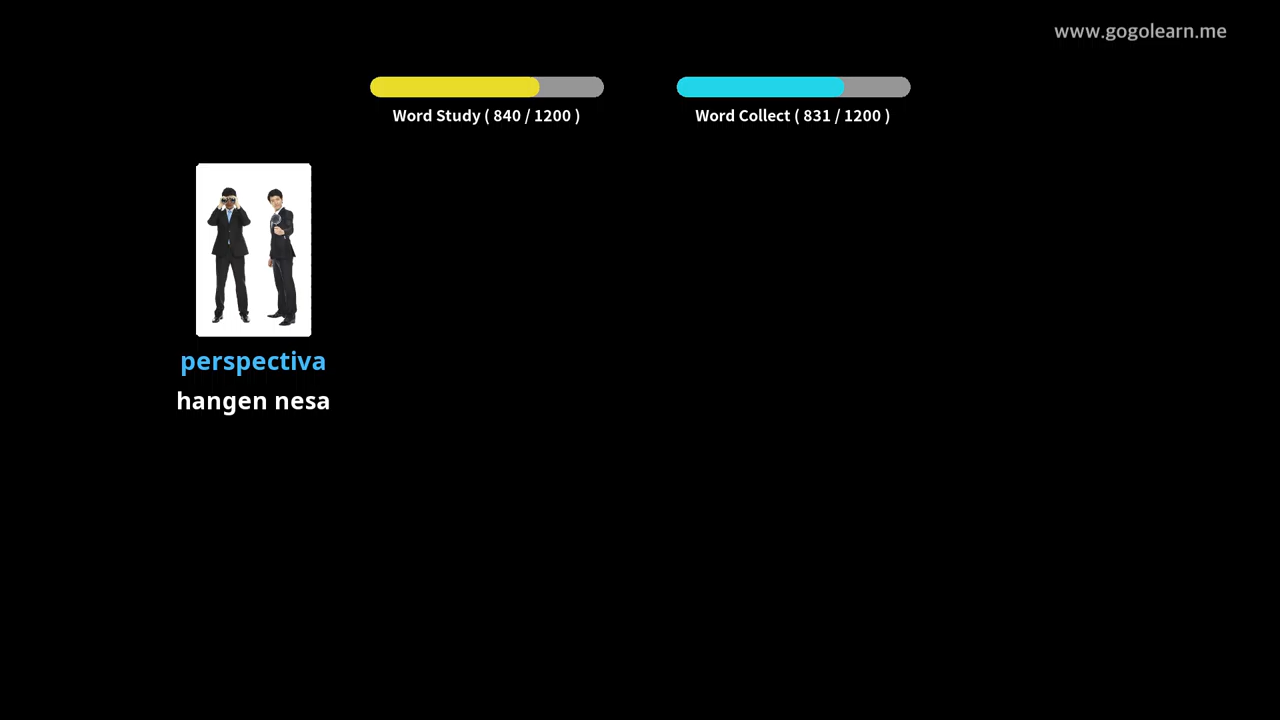 www.gogolearn.me
Word Study ( 840 / 1200 )
Word Collect ( 831 / 1200 )
perspectiva
hangen nesa